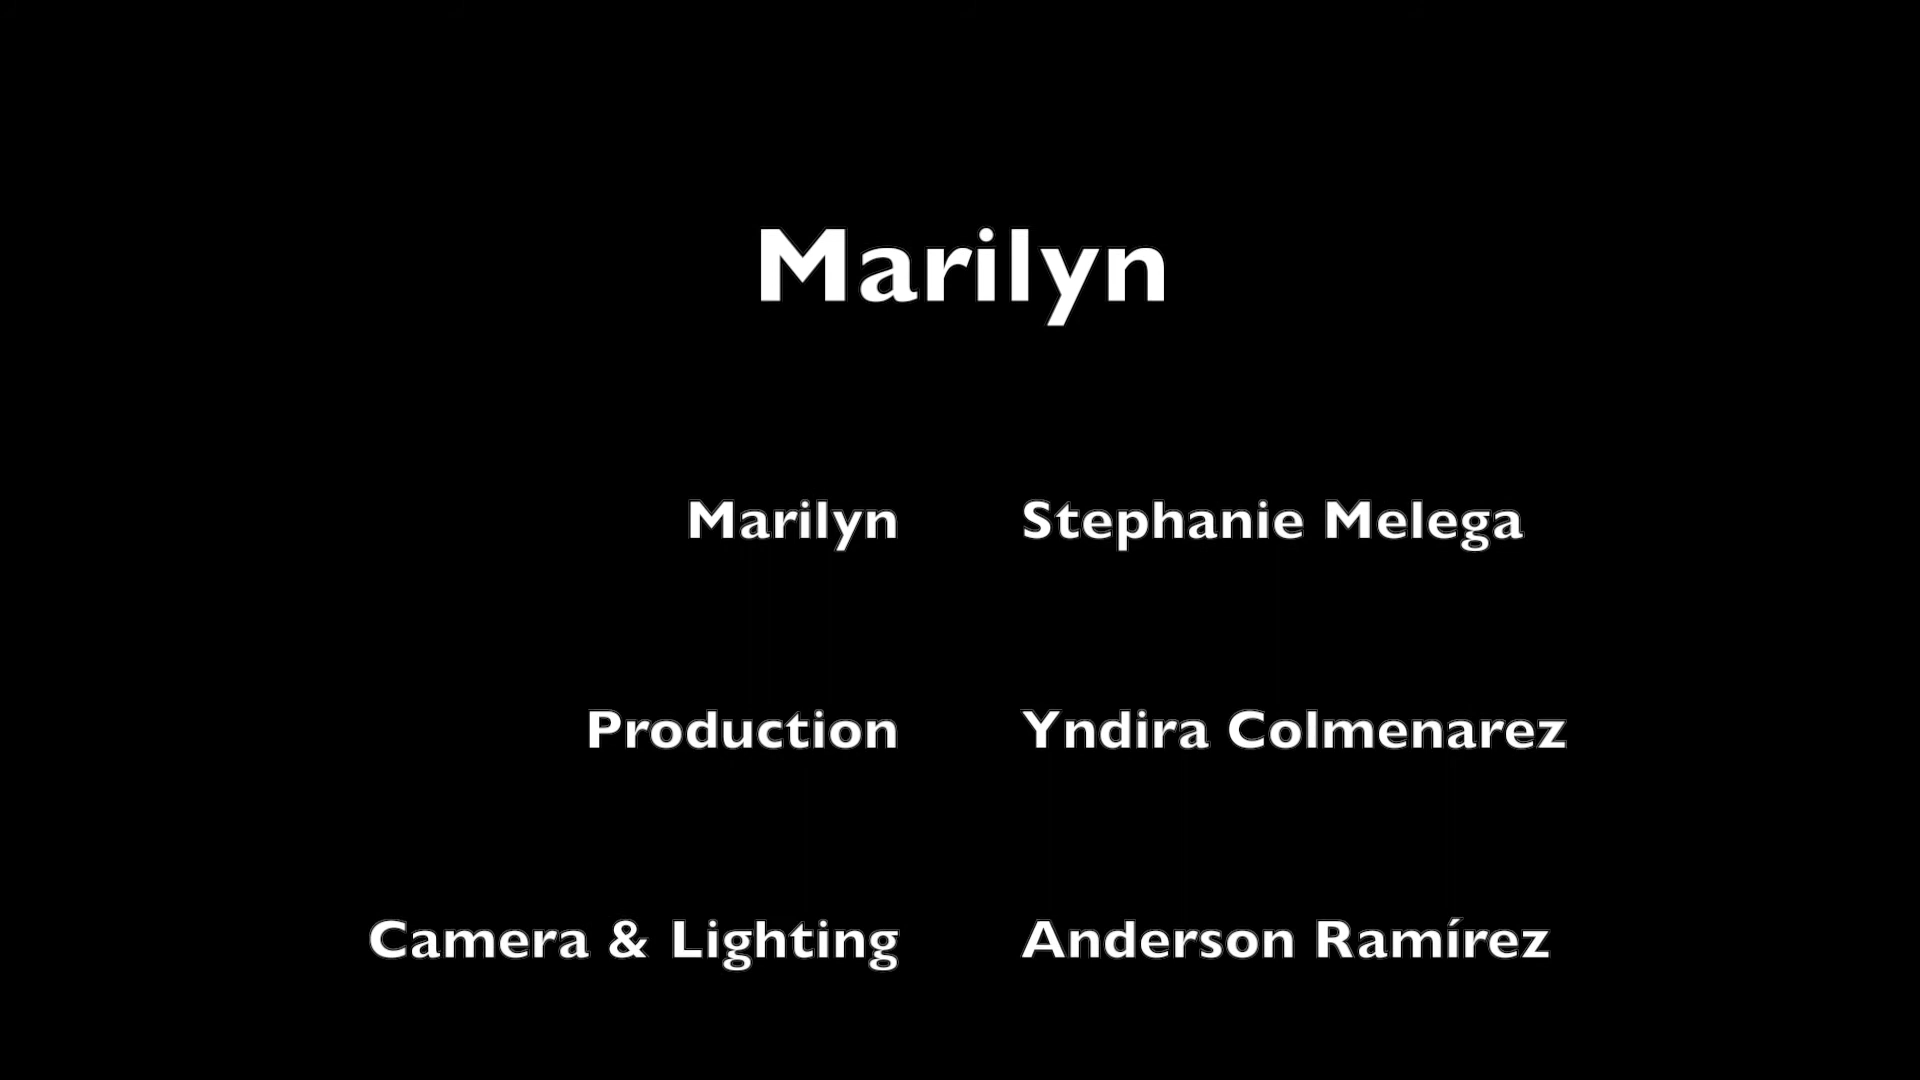 Marilyn
Marilyn Stephanie Melega
Production Yndira Colmenarez
Camera & Lighting Anderson Ramírez